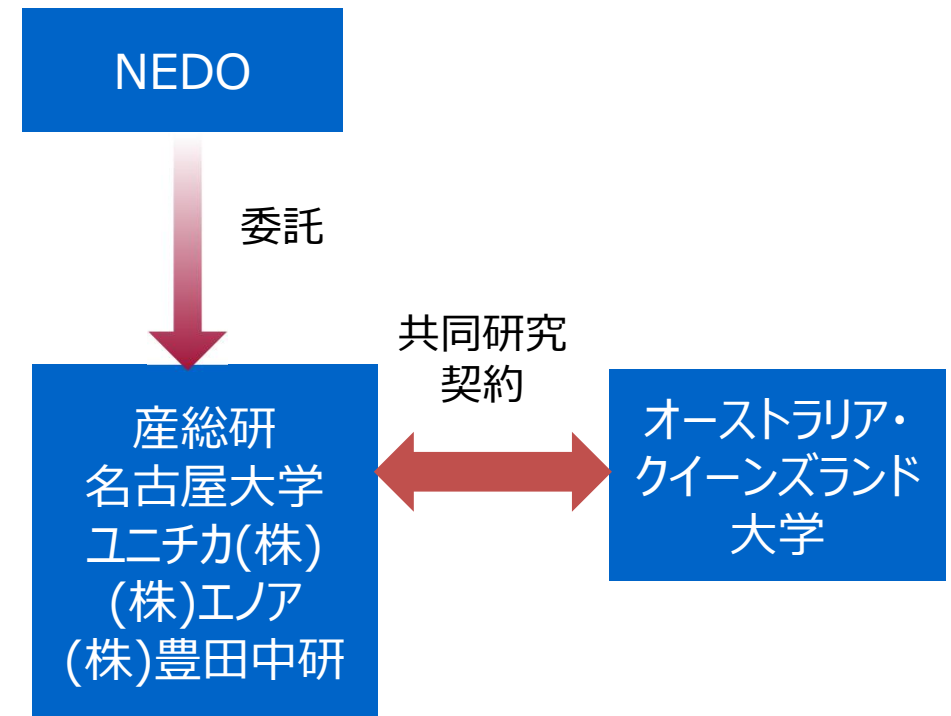 NEDO
委託
共同研究
契約
産総研
名古屋大学
ユニチカ(株)
(株)エノア
(株)豊田中研
オーストラリア・
クイーンズランド
大学